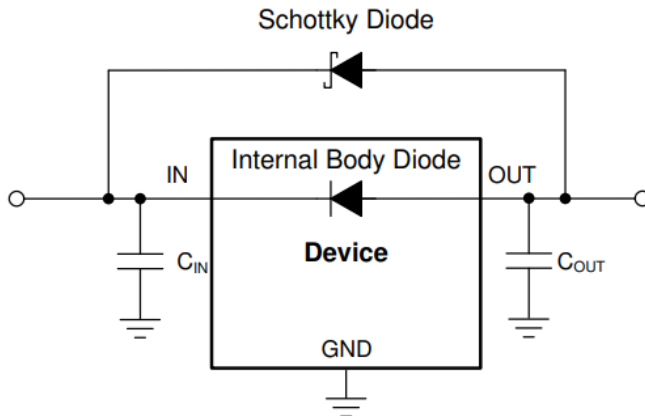 Schottky Diode
Internal Body Diode
IN
OUT
Device
CIN
COUT
GND